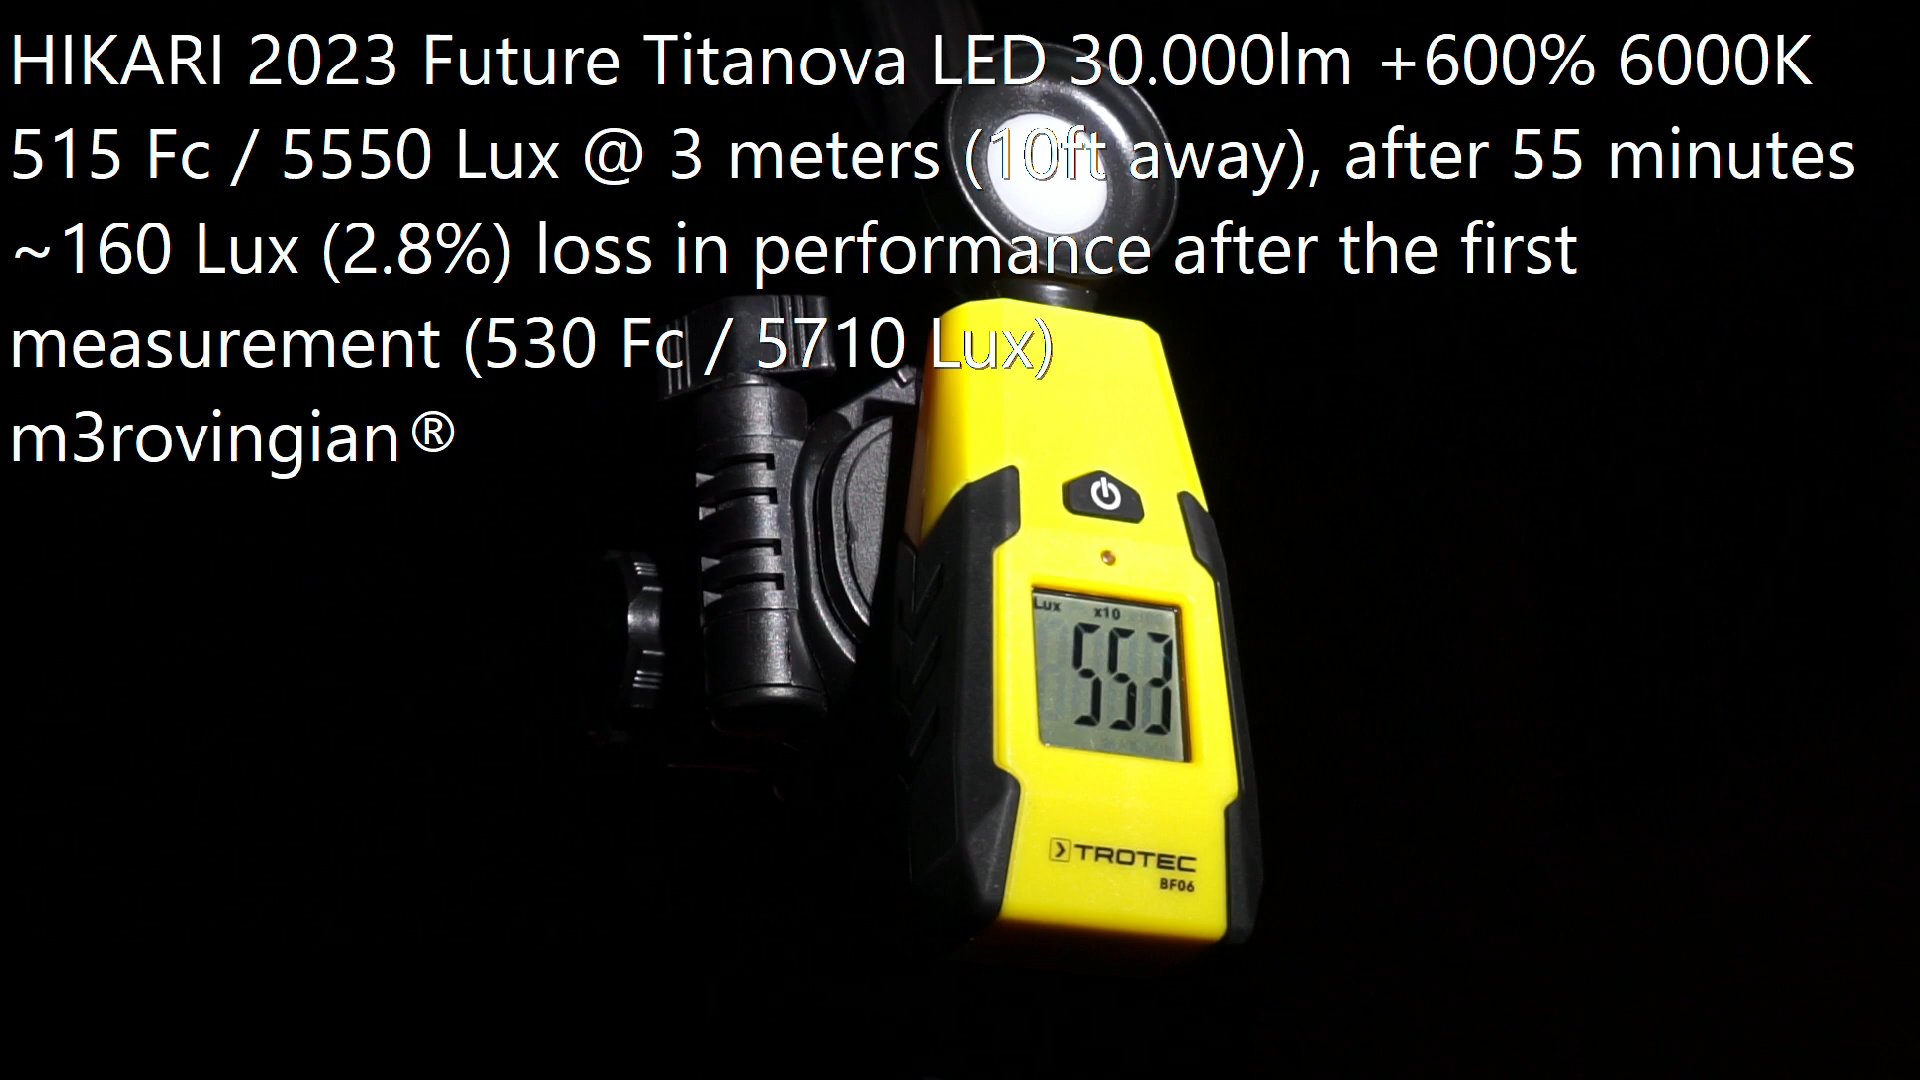 HIKARI 2023 Future Titanova LED 30.000lm +600% 6000K
515 Fc / 5550 Lux @ 3 meters (10ft away), after 55 minutes
~160 Lux (2.8%) loss in performance after the first
measurement (530 Fc / 5710 Lux)
m3rovingian®
Lux x10
553
TROTEC
BF06